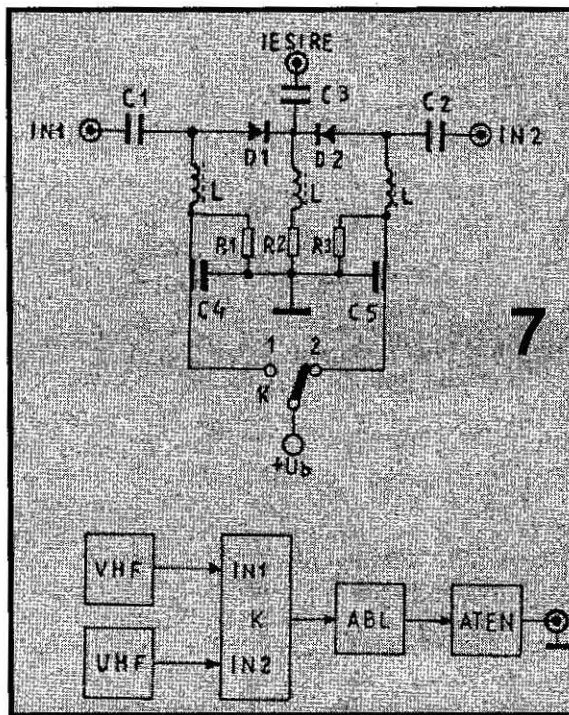 IESIRE
C1
C3
C2
IN1
IN2
D1
D2
L
L
L
R1
R2
R3
C4
C5
7
1
2
K
+Ub
VHF
IN1
K
ABL
ATEN
UHF
IN2